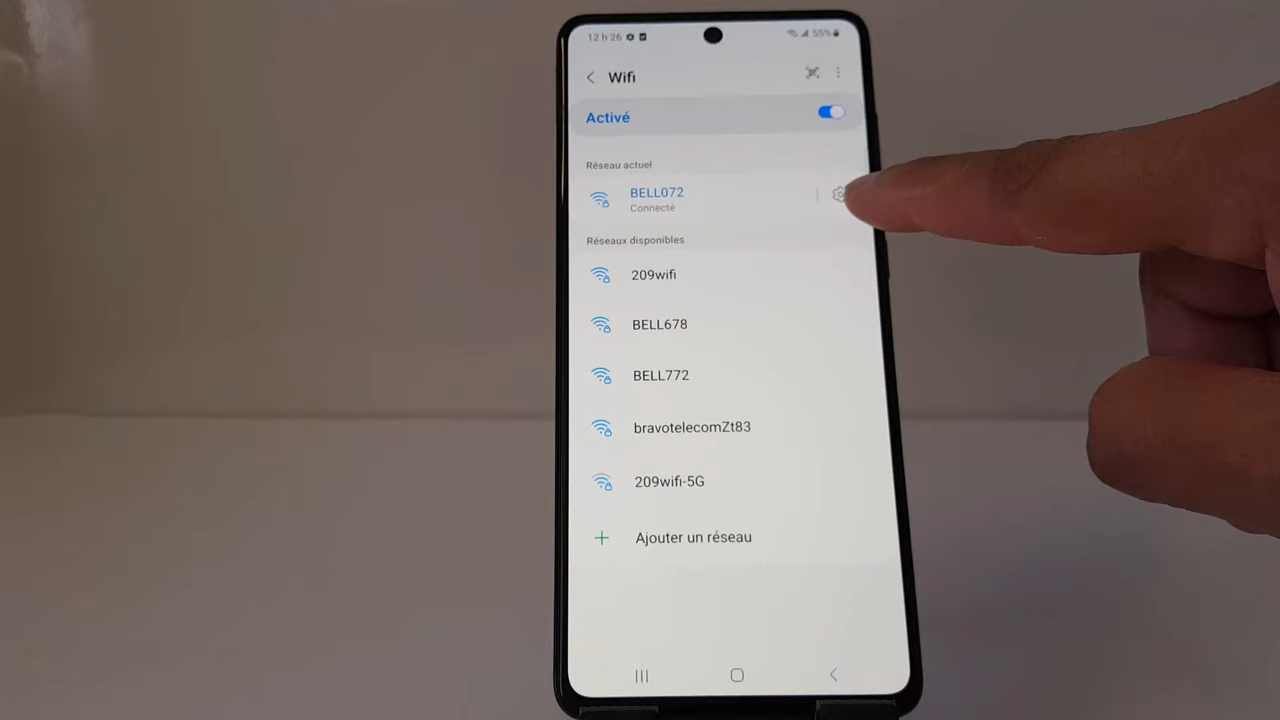 12 h 26
55%
Wifi
Activé
Réseau actuel
BELL072
Connecté
Réseaux disponibles
209wifi
BELL678
BELL772
bravotelecomZt83
209wifi-5G
Ajouter un réseau